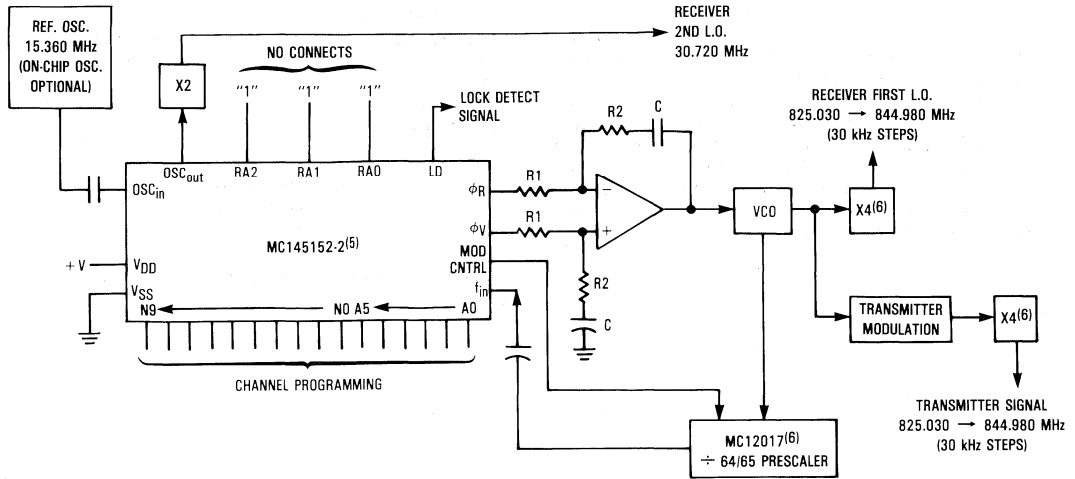 REF. OSC.
15.360 MHz
(ON-CHIP OSC.
OPTIONAL)
X2
RECEIVER
2ND L.O.
30.720 MHz
NO CONNECTS
"1" "1" "1"
LOCK DETECT
SIGNAL
OSCout RA2 RA1 RA0 LD
OSCin
ϕR
ϕV
MC145152-2(5)
MOD
CNTRL
fin
+ V
VDD
VSS
N9 N0 A5 A0
CHANNEL PROGRAMMING
R1
R1
R2
C
−
+
R2
C
VCO
X4(6)
RECEIVER FIRST L.O.
825.030 → 844.980 MHz
(30 kHz STEPS)
TRANSMITTER
MODULATION
X4(6)
TRANSMITTER SIGNAL
825.030 → 844.980 MHz
(30 kHz STEPS)
MC12017(6)
÷ 64/65 PRESCALER